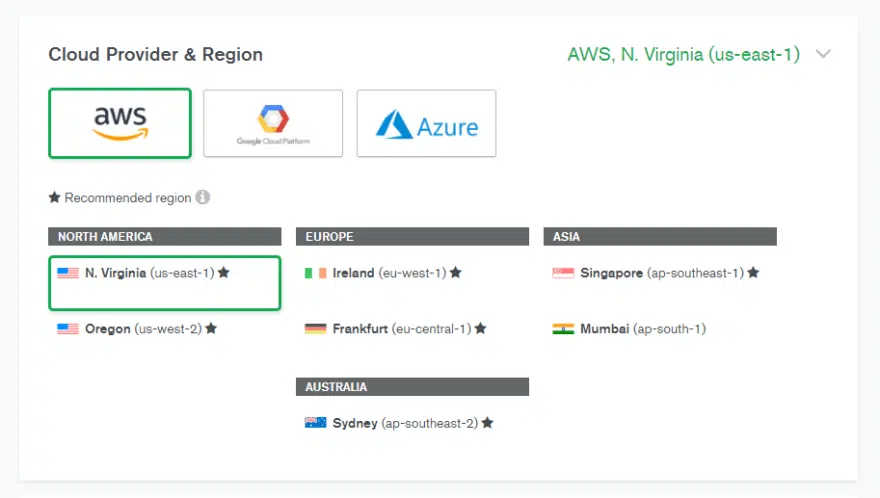 Cloud Provider & Region
AWS, N. Virginia (us-east-1)
aws
Google Cloud Platform
Azure
★ Recommended region i
NORTH AMERICA
N. Virginia (us-east-1) ★
Oregon (us-west-2) ★
EUROPE
Ireland (eu-west-1) ★
Frankfurt (eu-central-1) ★
ASIA
Singapore (ap-southeast-1) ★
Mumbai (ap-south-1)
AUSTRALIA
Sydney (ap-southeast-2) ★